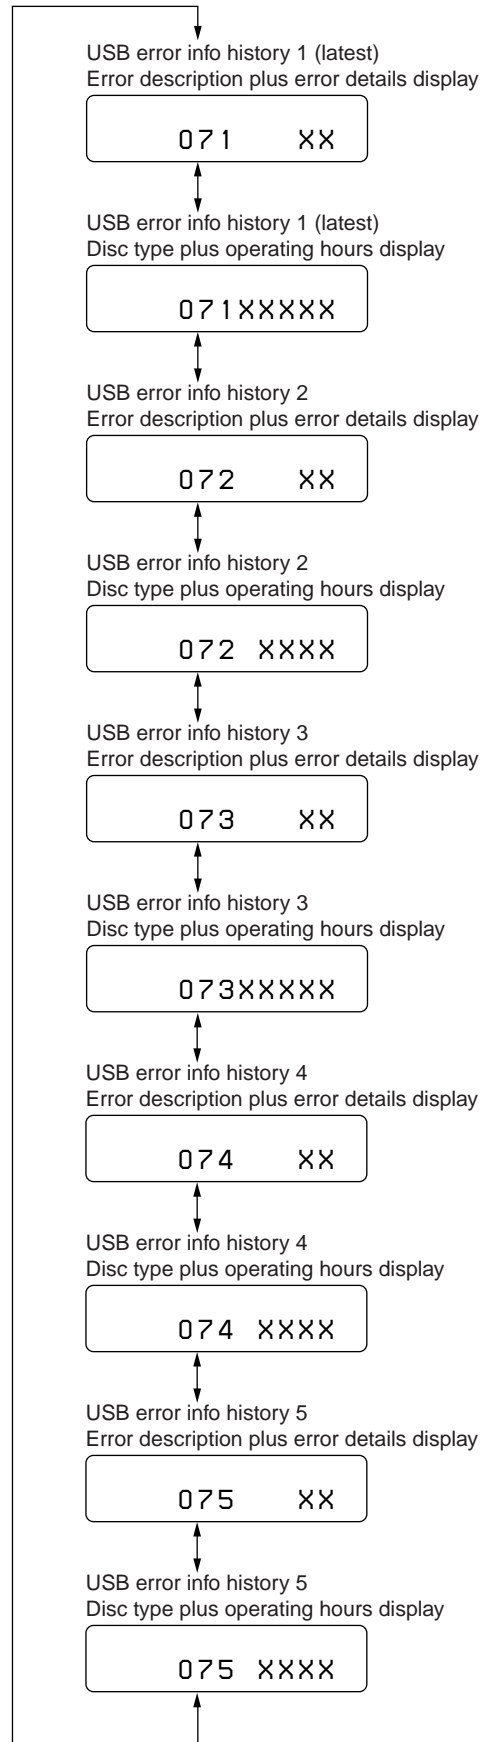 USB error info history 1 (latest)
Error description plus error details display
071 XX
USB error info history 1 (latest)
Disc type plus operating hours display
071XXXXX
USB error info history 2
Error description plus error details display
072 XX
USB error info history 2
Disc type plus operating hours display
072 XXXX
USB error info history 3
Error description plus error details display
073 XX
USB error info history 3
Disc type plus operating hours display
073XXXXX
USB error info history 4
Error description plus error details display
074 XX
USB error info history 4
Disc type plus operating hours display
074 XXXX
USB error info history 5
Error description plus error details display
075 XX
USB error info history 5
Disc type plus operating hours display
075 XXXX